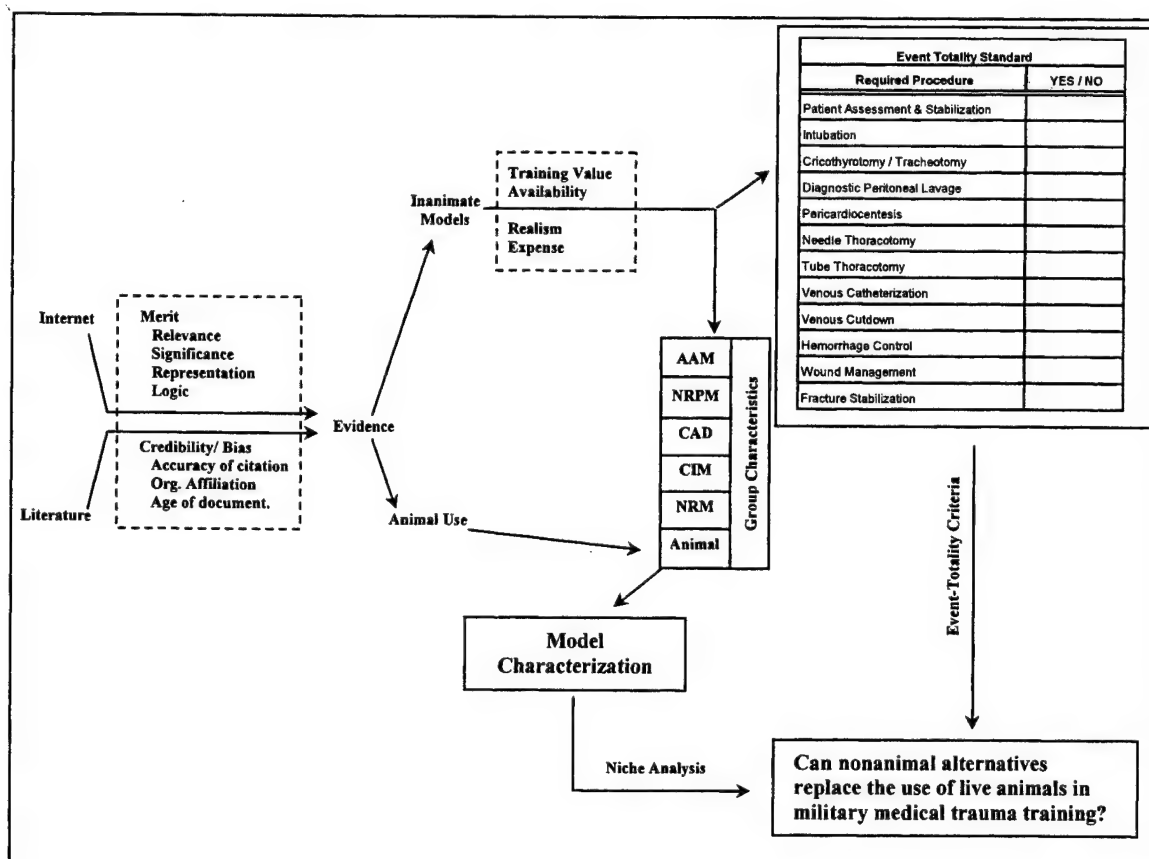 Event Totality Standard
Required Procedure YES / NO
Patient Assessment & Stabilization
Intubation
Cricothyrotomy / Tracheotomy
Diagnostic Peritoneal Lavage
Pericardiocentesis
Needle Thoracotomy
Tube Thoracotomy
Venous Catheterization
Venous Cutdown
Hemorrhage Control
Wound Management
Fracture Stabilization
Inanimate
Models
Training Value
Availability
Realism
Expense
Internet
Literature
Merit
Relevance
Significance
Representation
Logic
Credibility/ Bias
Accuracy of citation
Org. Affiliation
Age of document.
Evidence
Animal Use
AAM
NRPM
CAD
CIM
NRM
Animal
Group Characteristics
Model
Characterization
Niche Analysis
Event-Totality Criteria
Can nonanimal alternatives
replace the use of live animals in
military medical trauma training?